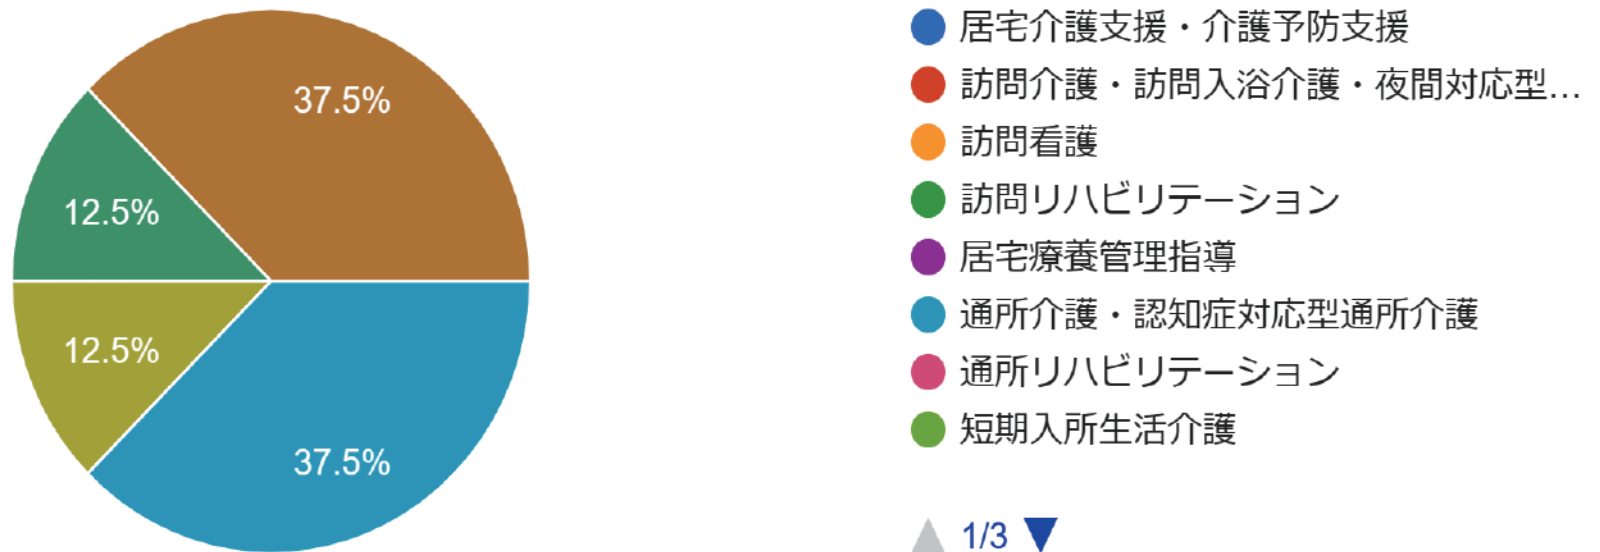 37.5%
12.5%
12.5%
37.5%
居宅介護支援・介護予防支援
訪問介護・訪問入浴介護・夜間対応型…
訪問看護
訪問リハビリテーション
居宅療養管理指導
通所介護・認知症対応型通所介護
通所リハビリテーション
短期入所生活介護
1/3